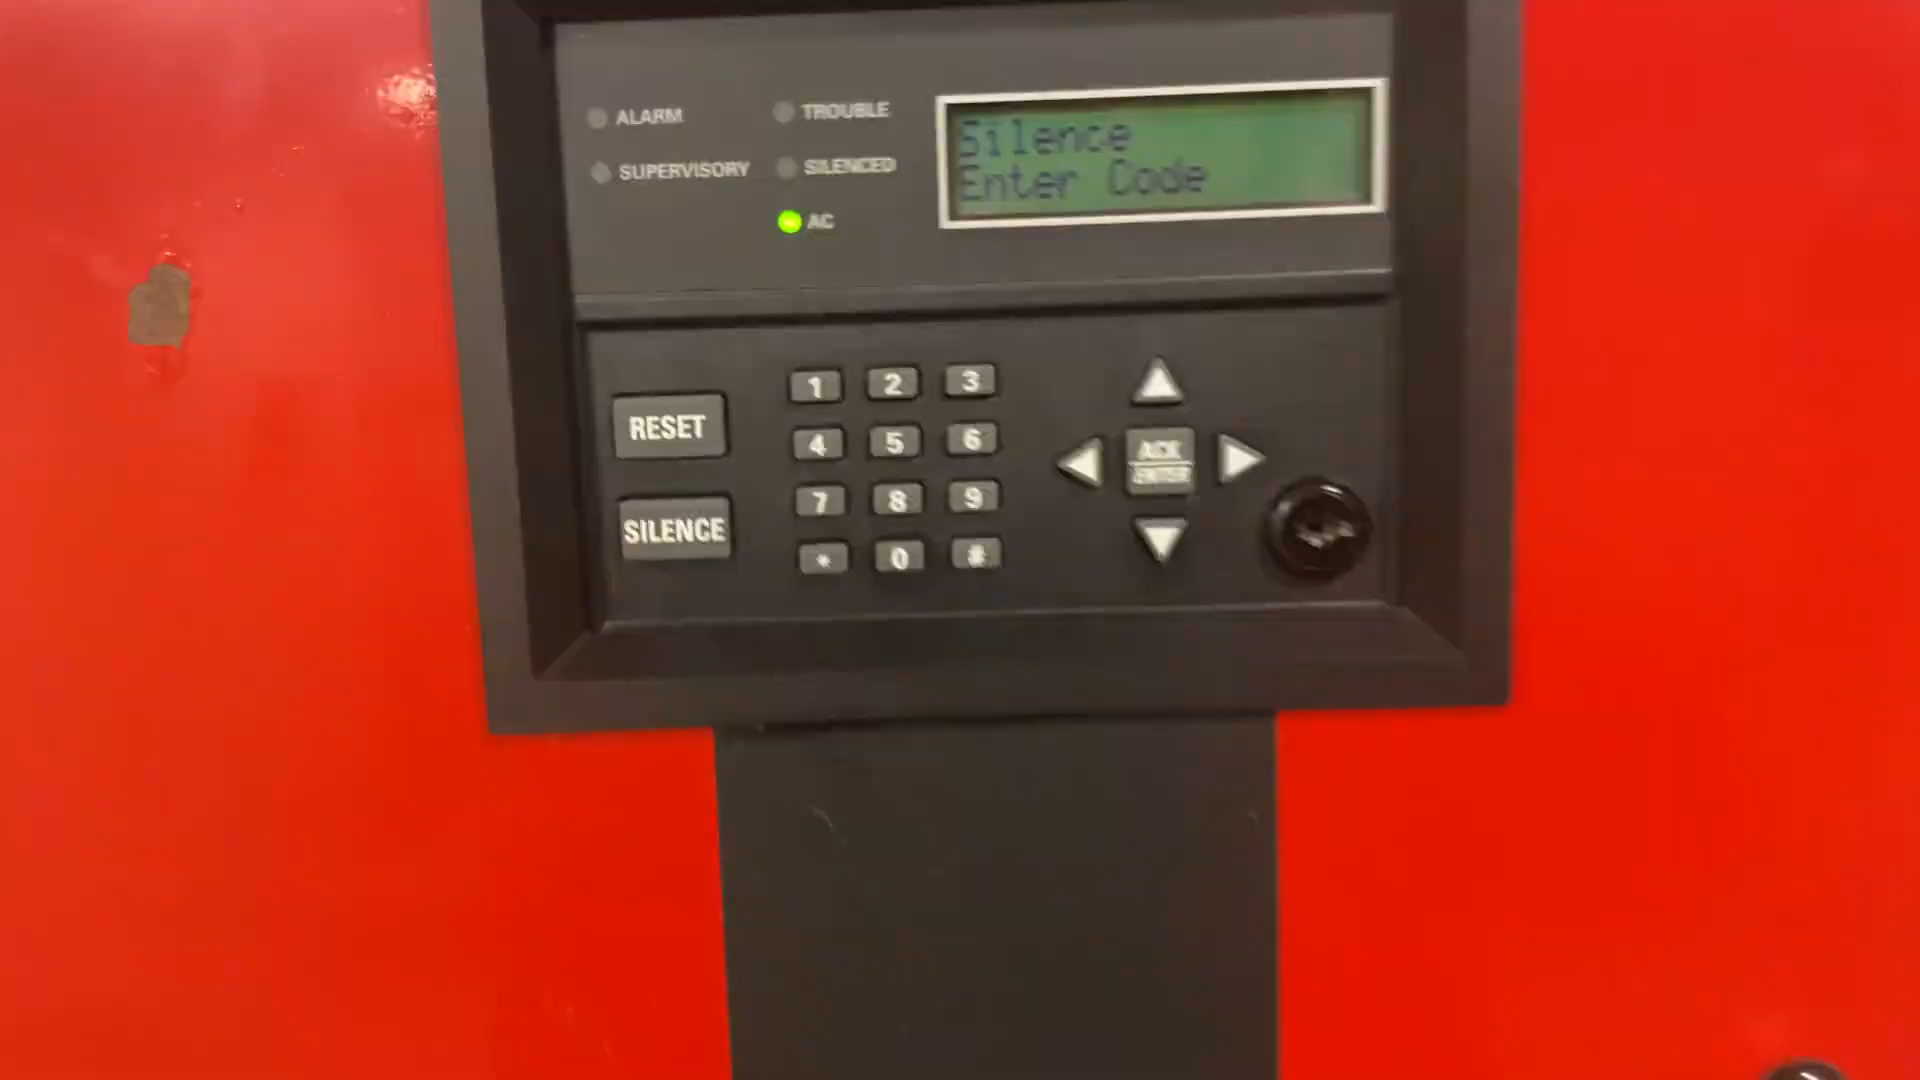 ALARM
TROUBLE
SUPERVISORY
SILENCED
AC
Silence
Enter Code
RESET
SILENCE
1 2 3
4 5 6
7 8 9
* 0 #
ACK
ENTER